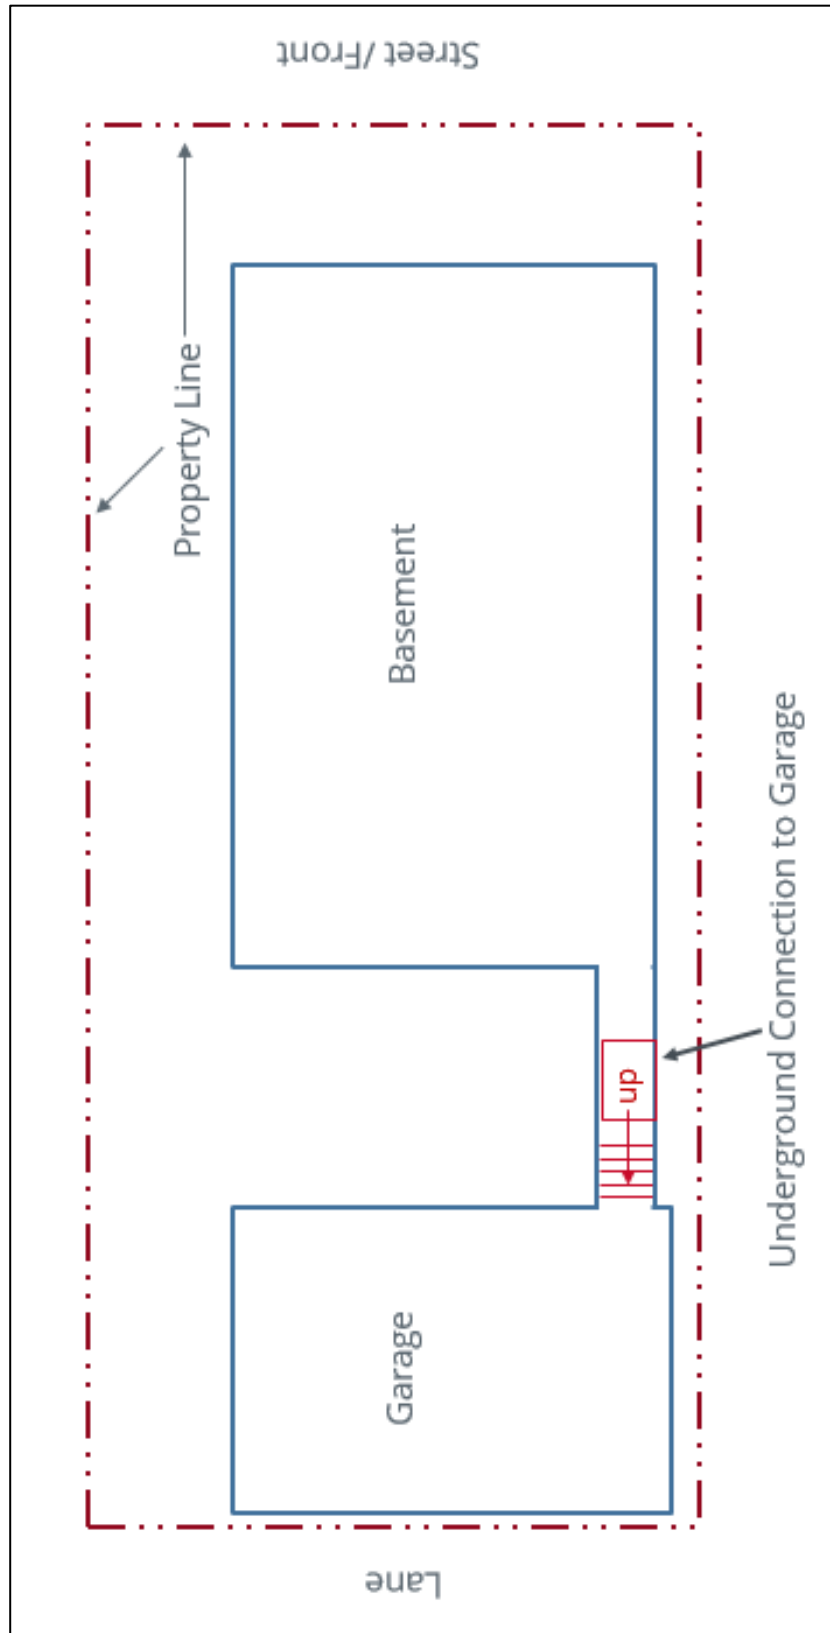 Street/Front
Property Line
Basement
Underground Connection to Garage
up
Garage
Lane